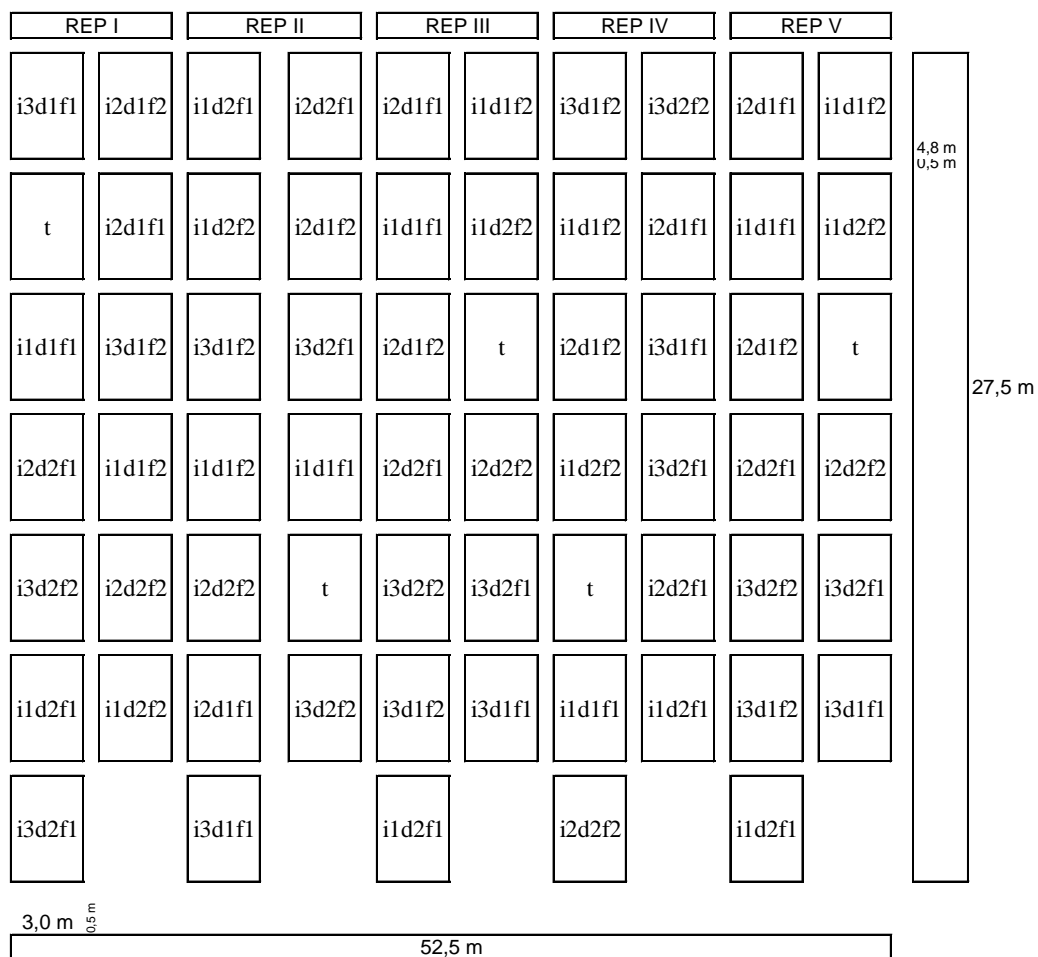 REP I REP II REP III REP IV REP V
i3d1f1 i2d1f2 i1d2f1 i2d2f1 i2d1f1 i1d1f2 i3d1f2 i3d2f2 i2d1f1 i1d1f2
4,8 m
0,5 m
t i2d1f1 i1d2f2 i2d1f2 i1d1f1 i1d2f2 i1d1f2 i2d1f1 i1d1f1 i1d2f2
i1d1f1 i3d1f2 i3d1f2 i3d2f1 i2d1f2 t i2d1f2 i3d1f1 i2d1f2 t
27,5 m
i2d2f1 i1d1f2 i1d1f2 i1d1f1 i2d2f1 i2d2f2 i1d2f2 i3d2f1 i2d2f1 i2d2f2
i3d2f2 i2d2f2 i2d2f2 t i3d2f2 i3d2f1 t i2d2f1 i3d2f2 i3d2f1
i1d2f1 i1d2f2 i2d1f1 i3d2f2 i3d1f2 i3d1f1 i1d1f1 i1d2f1 i3d1f2 i3d1f1
i3d2f1 i3d1f1 i1d2f1 i2d2f2 i1d2f1
3,0 m 0,5 m
52,5 m